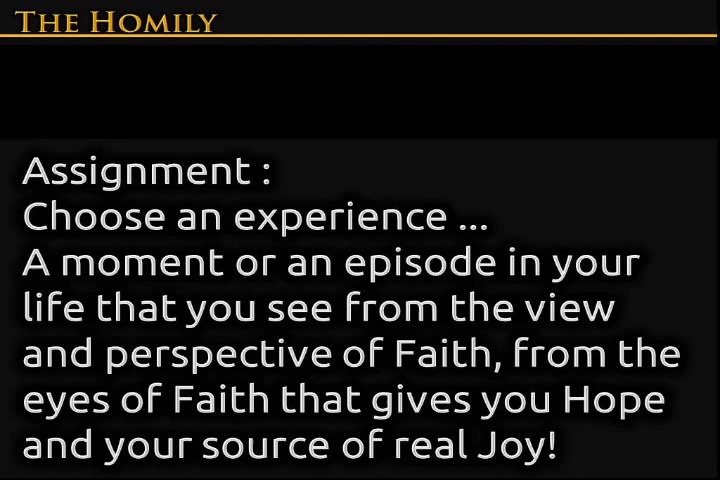 The Homily
Assignment :
Choose an experience ...
A moment or an episode in your
life that you see from the view
and perspective of Faith, from the
eyes of Faith that gives you Hope
and your source of real Joy!